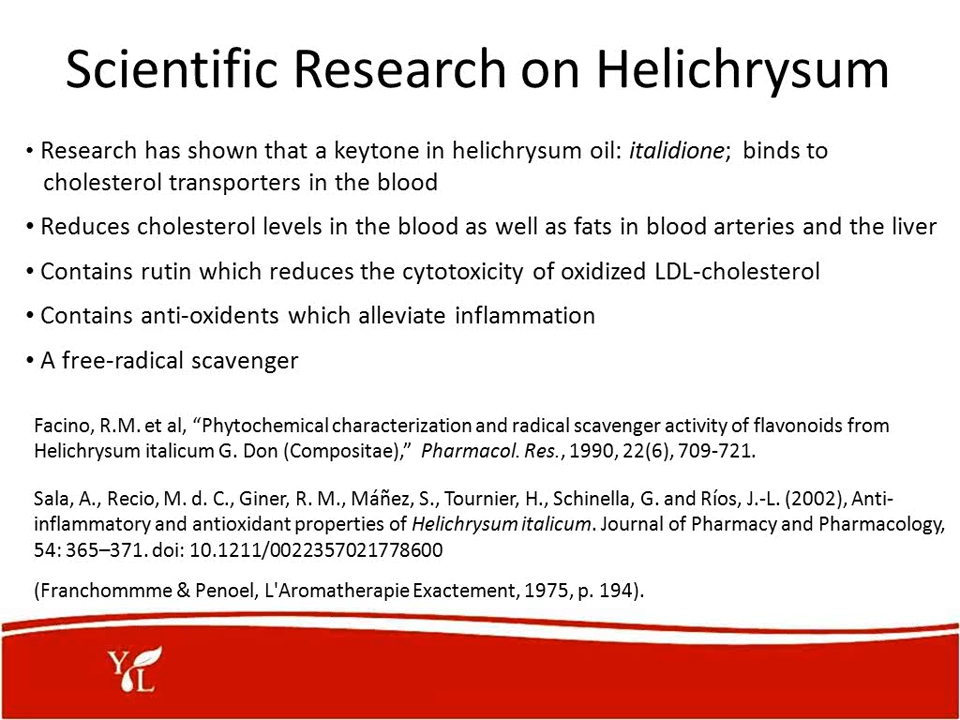 Scientific Research on Helichrysum
• Research has shown that a keytone in helichrysum oil: italidione; binds to
cholesterol transporters in the blood
• Reduces cholesterol levels in the blood as well as fats in blood arteries and the liver
• Contains rutin which reduces the cytotoxicity of oxidized LDL-cholesterol
• Contains anti-oxidents which alleviate inflammation
• A free-radical scavenger
Facino, R.M. et al, “Phytochemical characterization and radical scavenger activity of flavonoids from
Helichrysum italicum G. Don (Compositae),” Pharmacol. Res., 1990, 22(6), 709-721.
Sala, A., Recio, M. d. C., Giner, R. M., Máñez, S., Tournier, H., Schinella, G. and Ríos, J.-L. (2002), Anti-
inflammatory and antioxidant properties of Helichrysum italicum. Journal of Pharmacy and Pharmacology,
54: 365–371. doi: 10.1211/0022357021778600
(Franchommme & Penoel, L'Aromatherapie Exactement, 1975, p. 194).
Y L